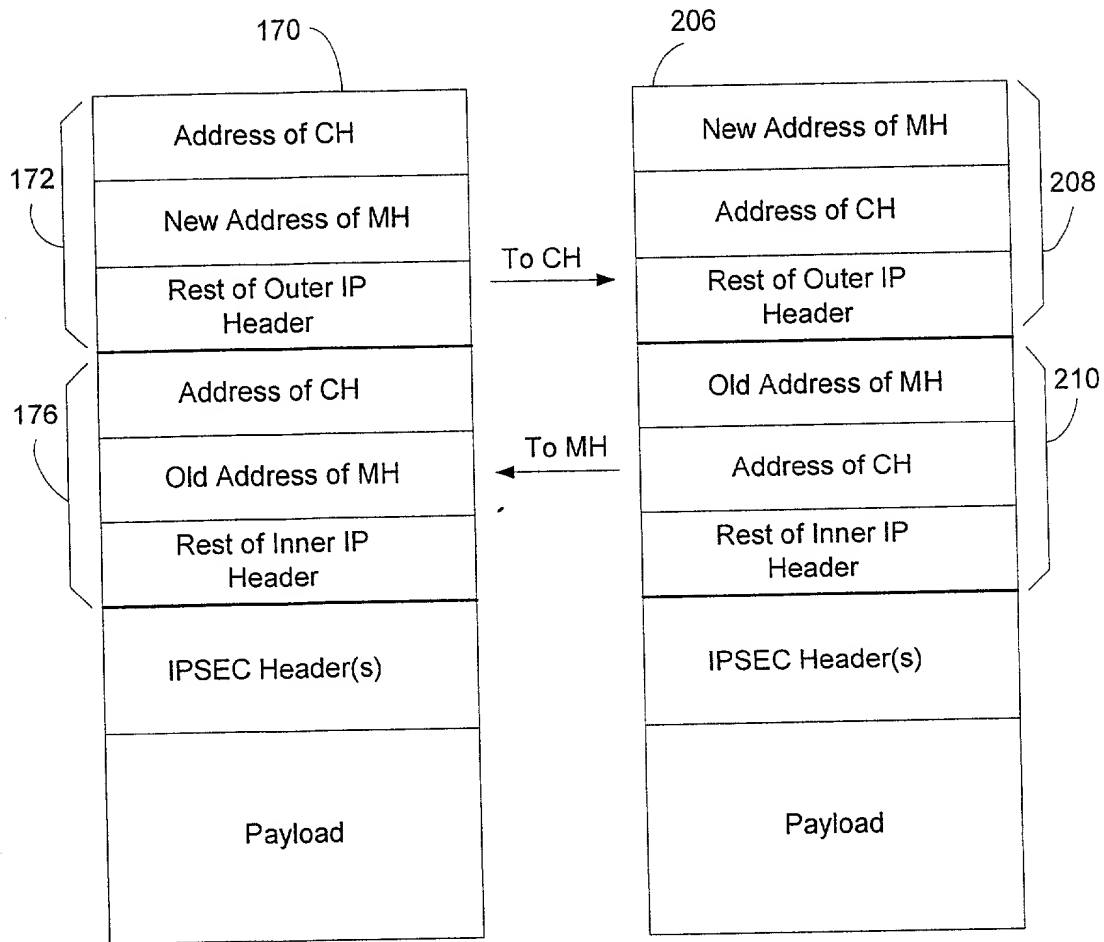 170
206
Address of CH
New Address of MH
Rest of Outer IP
Header
Address of CH
Old Address of MH
Rest of Inner IP
Header
IPSEC Header(s)
Payload
172
176
To CH
To MH
New Address of MH
Address of CH
Rest of Outer IP
Header
Old Address of MH
Address of CH
Rest of Inner IP
Header
IPSEC Header(s)
Payload
208
210